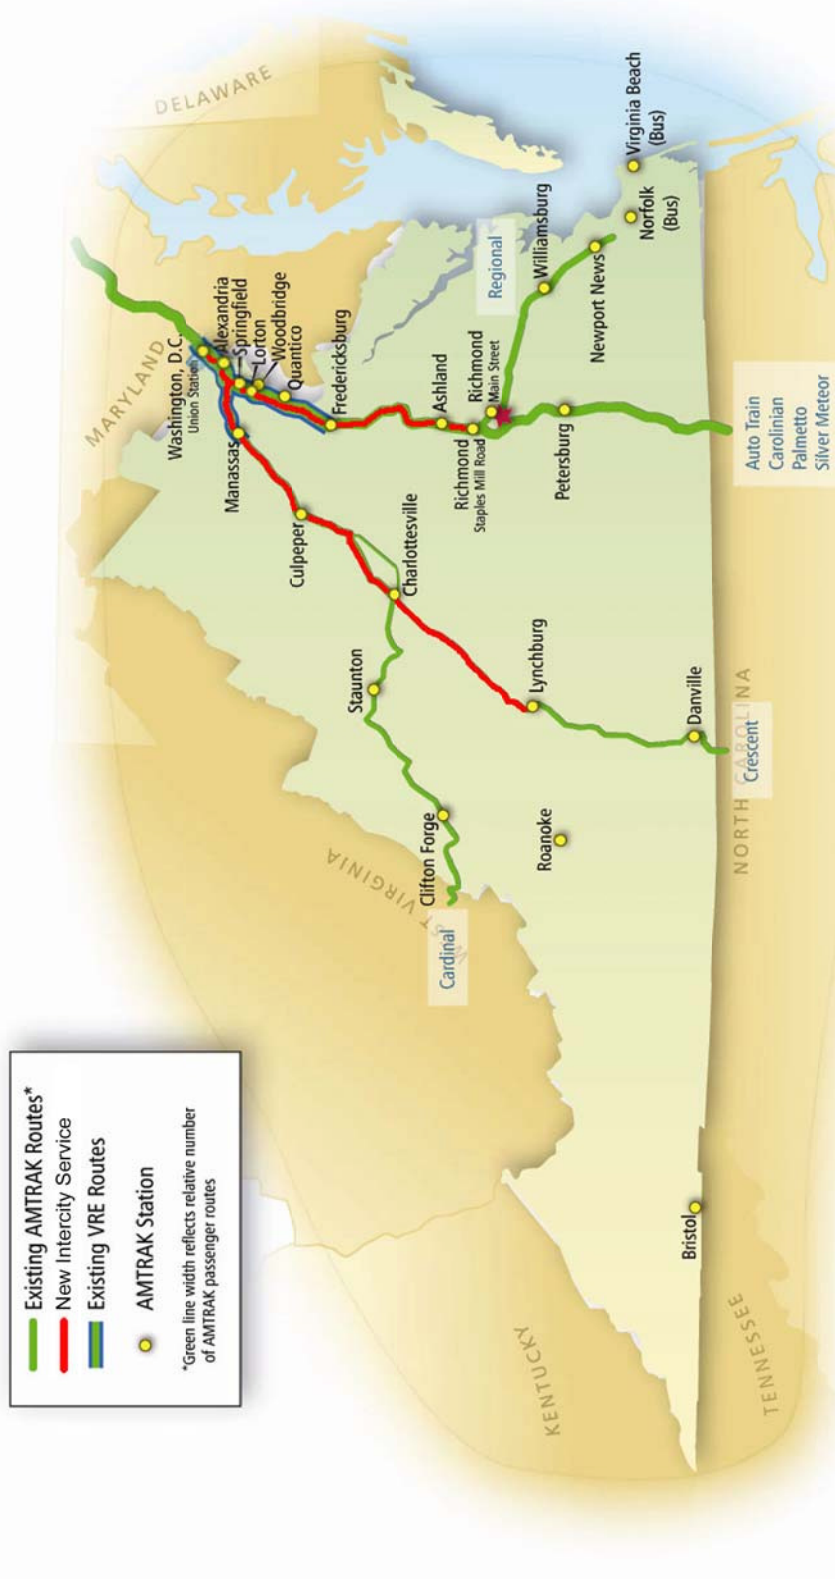 Existing AMTRAK Routes*
New Intercity Service
Existing VRE Routes
AMTRAK Station
*Green line width reflects relative number
of AMTRAK passenger routes
DELAWARE
MARYLAND
Washington, D.C.
Union Station
Alexandria
Springfield
Lorton
Woodbridge
Quantico
Manassas
Fredericksburg
Culpeper
Charlottesville
Staunton
Ashland
Richmond
Staples Mill Road
Richmond
Main Street
Regional
Williamsburg
Newport News
Norfolk
(Bus)
Virginia Beach
(Bus)
Petersburg
Clifton Forge
WEST VIRGINIA
Cardinal
Lynchburg
Roanoke
Danville
Bristol
KENTUCKY
TENNESSEE
NORTH CAROLINA
Crescent
Auto Train
Carolinian
Palmetto
Silver Meteor